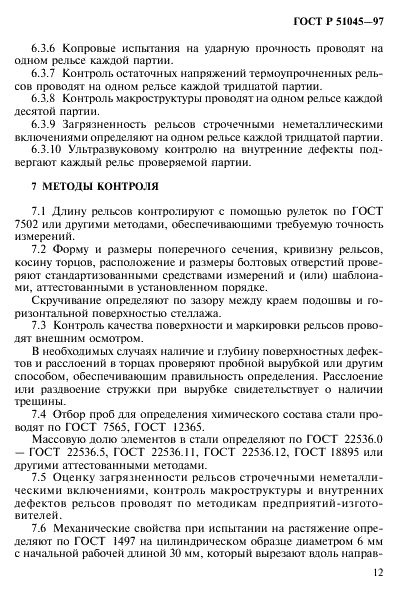 ГОСТ Р 51045—97
6.3.6 Копровые испытания на ударную прочность проводят на
одном рельсе каждой партии.
6.3.7 Контроль остаточных напряжений термоупрочненных рель-
сов проводят на одном рельсе каждой тридцатой партии.
6.3.8 Контроль макроструктуры проводят на одном рельсе каждой
десятой партии.
6.3.9 Загрязненность рельсов строчечными неметаллическими
включениями определяют на одном рельсе каждой тридцатой партии.
6.3.10 Ультразвуковому контролю на внутренние дефекты под-
вергают каждый рельс проверяемой партии.
7 МЕТОДЫ КОНТРОЛЯ
7.1 Длину рельсов контролируют с помощью рулеток по ГОСТ
7502 или другими методами, обеспечивающими требуемую точность
измерений.
7.2 Форму и размеры поперечного сечения, кривизну рельсов,
косину торцов, расположение и размеры болтовых отверстий прове-
ряют стандартизованными средствами измерений и (или) шаблона-
ми, аттестованными в установленном порядке.
Скручивание определяют по зазору между краем подошвы и го-
ризонтальной поверхностью стеллажа.
7.3 Контроль качества поверхности и маркировки рельсов прово-
дят внешним осмотром.
В необходимых случаях наличие и глубину поверхностных дефек-
тов и расслоений в торцах проверяют пробной вырубкой или другим
способом, обеспечивающим правильность определения. Расслоение
или раздвоение стружки при вырубке свидетельствует о наличии
трещины.
7.4 Отбор проб для определения химического состава стали про-
водят по ГОСТ 7565, ГОСТ 12365.
Массовую долю элементов в стали определяют по ГОСТ 22536.0
— ГОСТ 22536.5, ГОСТ 22536.11, ГОСТ 22536.12, ГОСТ 18895 или
другими аттестованными методами.
7.5 Оценку загрязненности рельсов строчечными неметалли-
ческими включениями, контроль макроструктуры и внутренних
дефектов рельсов проводят по методикам предприятий-изгото-
вителей.
7.6 Механические свойства при испытании на растяжение опре-
деляют по ГОСТ 1497 на цилиндрическом образце диаметром 6 мм
с начальной рабочей длиной 30 мм, который вырезают вдоль направ-
12